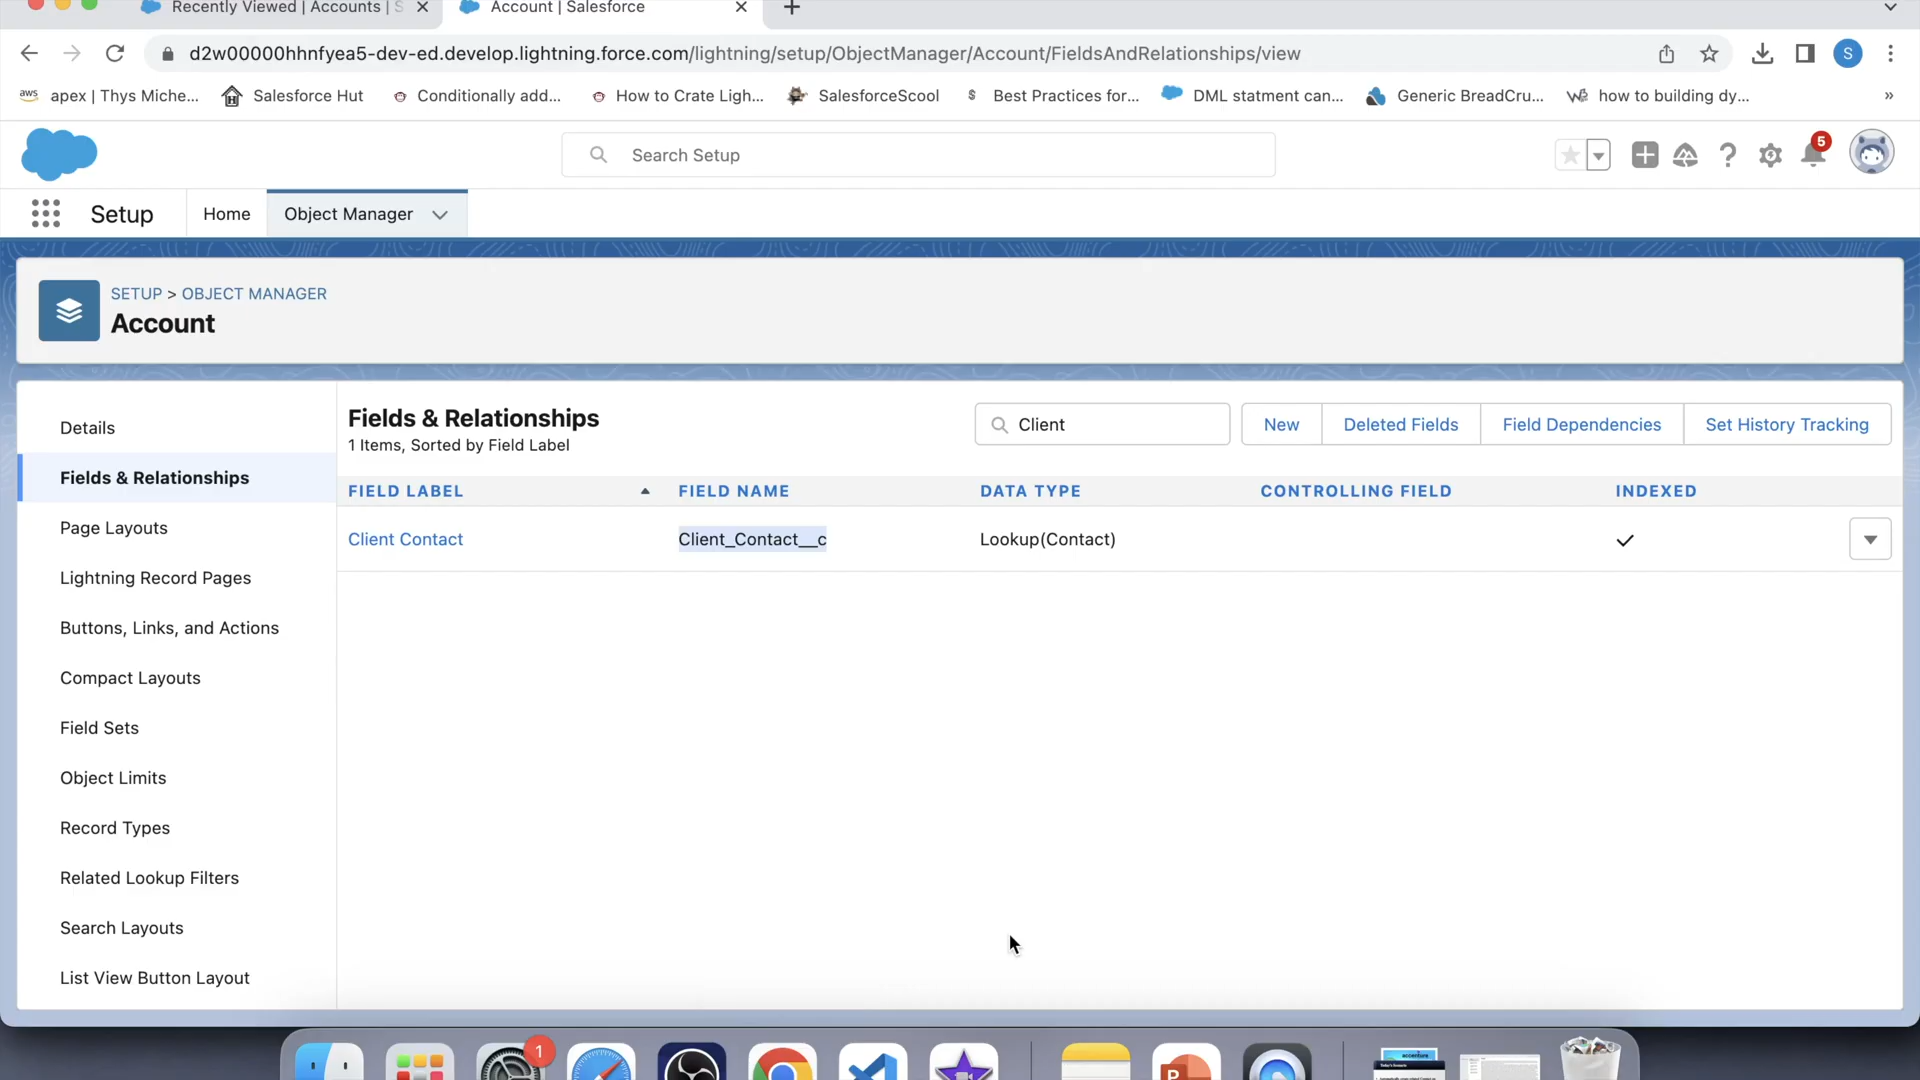 Recently Viewed | Accounts | S
Account | Salesforce
d2w00000hhnfyea5-dev-ed.develop.lightning.force.com/lightning/setup/ObjectManager/Account/FieldsAndRelationships/view
S
aws apex | Thys Miche...
Salesforce Hut
Conditionally add...
How to Crate Ligh...
SalesforceScool
$ Best Practices for...
DML statment can...
Generic BreadCru...
how to building dy...
»
Search Setup
5
Setup
Home
Object Manager
SETUP > OBJECT MANAGER
Account
Details
Fields & Relationships
Page Layouts
Lightning Record Pages
Buttons, Links, and Actions
Compact Layouts
Field Sets
Object Limits
Record Types
Related Lookup Filters
Search Layouts
List View Button Layout
Fields & Relationships
1 Items, Sorted by Field Label
Client
New
Deleted Fields
Field Dependencies
Set History Tracking
FIELD LABEL
FIELD NAME
DATA TYPE
CONTROLLING FIELD
INDEXED
Client Contact
Client_Contact__c
Lookup(Contact)
1
P
accenture